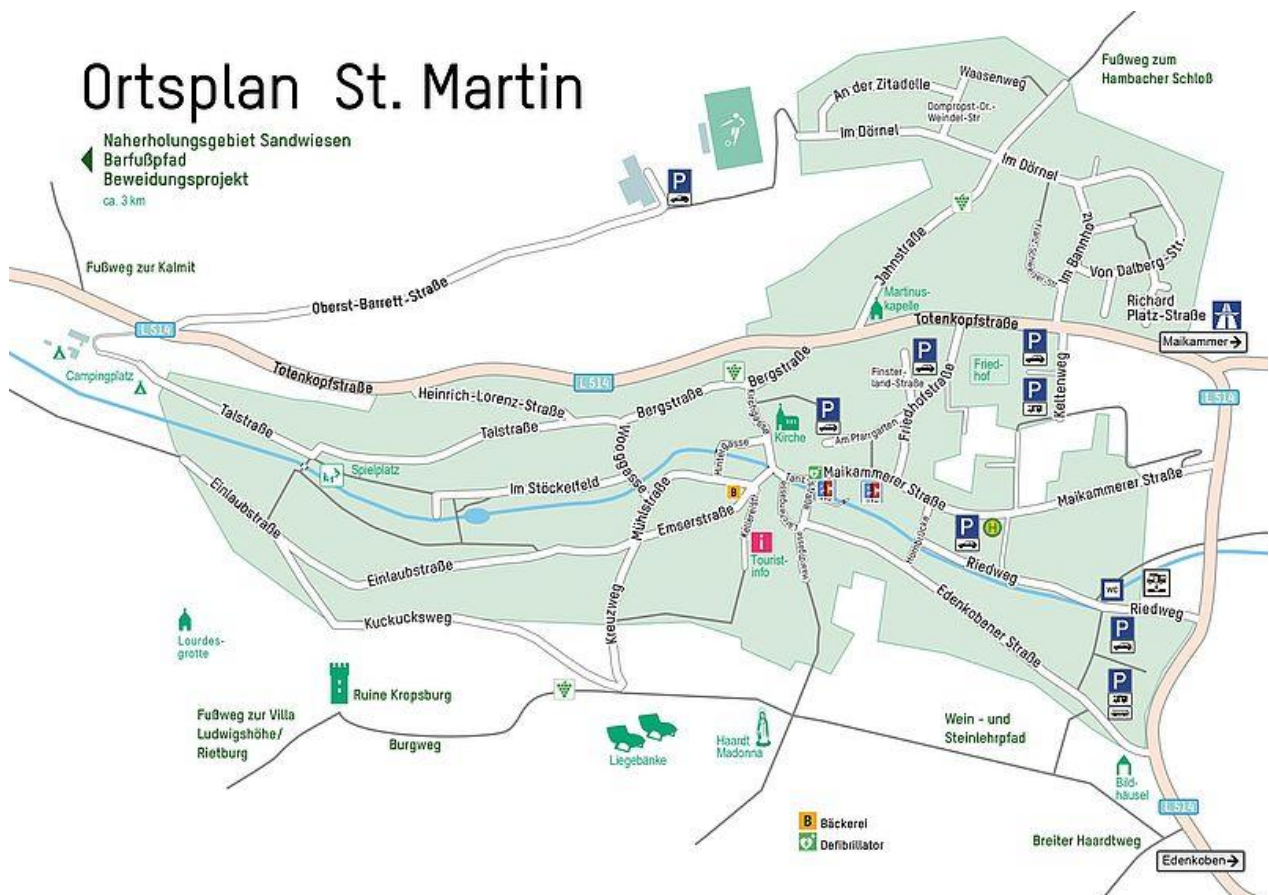 Ortsplan St. Martin
Naherholungsgebiet Sandwiesen
Barfußpfad
Beweidungsprojekt
ca. 3 km
Fußweg zum
Hambacher Schloß
Waasenweg
An der Zitadelle
Dompropst-Dr.-
Weindel-Str
Im Dörnel
Im Dörnel
P
Fußweg zur Kalmit
Oberst-Barrett-Straße
Jahnstraße
Im Bannholz
Von Dalberg-Str.
Richard
Platz-Straße
Martinus-
kapelle
Totenkopfstraße
Maikammer
L 514
Campingplatz
Totenkopfstraße
L 514
Heinrich-Lorenz-Straße
Bergstraße
Bergstraße
Finster-
land-Straße
P
Fried-
hof
P
P
Kettenweg
L 514
Talstraße
Talstraße
Wooggasse
Kirchgasse
Kirche
P
Am Pfarrgarten
Friedhofstraße
Spielplatz
Im Stöckelfeld
Hintergasse
B
Tanz
Maikammerer Straße
Maikammerer Straße
Einlaubstraße
Mühlstraße
Emserstraße
Kellereistr
i
Tourist-
info
P
H
Einlaubstraße
Riedweg
WC
Riedweg
P
Kreuzweg
Edenkobener Straße
Kuckucksweg
Lourdes-
grotte
Ruine Kropsburg
P
Fußweg zur Villa
Ludwigshöhe/
Rietburg
Burgweg
Liegebänke
Haardt
Madonna
Wein - und
Steinlehrpfad
Bild-
häusel
L 514
B Bäckerei
Defibrillator
Breiter Haardtweg
Edenkoben